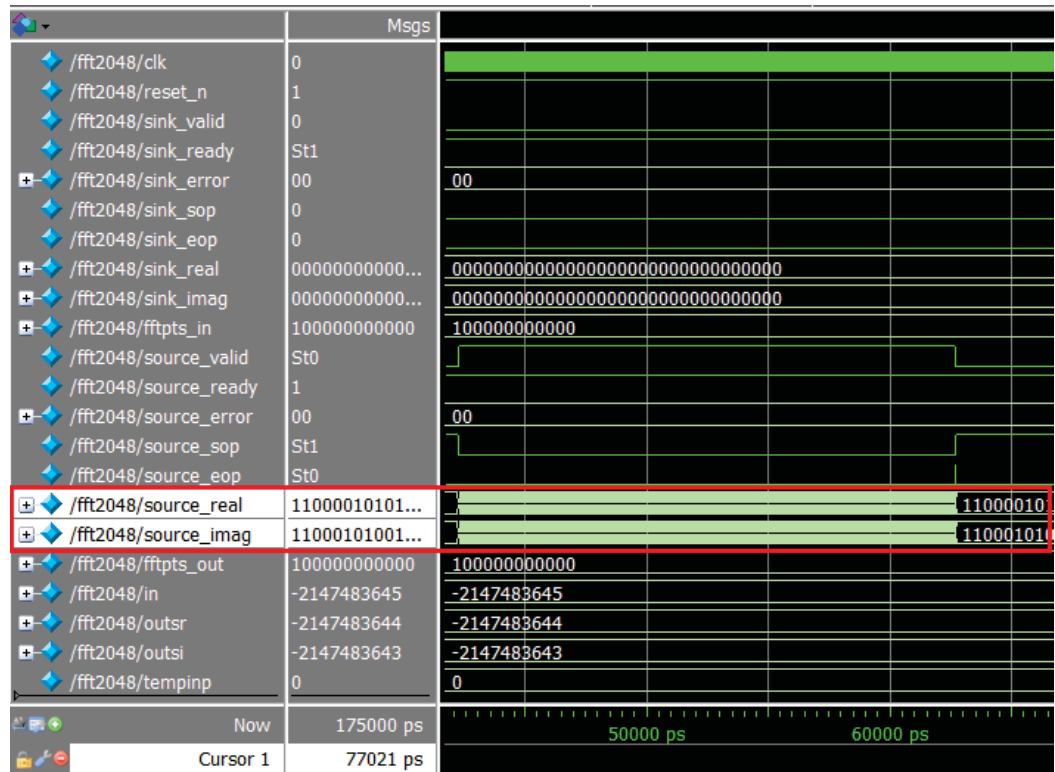 Msgs
/fft2048/clk 0
/fft2048/reset_n 1
/fft2048/sink_valid 0
/fft2048/sink_ready St1
/fft2048/sink_error 00 00
/fft2048/sink_sop 0
/fft2048/sink_eop 0
/fft2048/sink_real 00000000000... 00000000000000000000000000000000
/fft2048/sink_imag 00000000000... 00000000000000000000000000000000
/fft2048/fftpts_in 100000000000 100000000000
/fft2048/source_valid St0
/fft2048/source_ready 1
/fft2048/source_error 00 00
/fft2048/source_sop St1
/fft2048/source_eop St0
/fft2048/source_real 11000010101... 110000101
/fft2048/source_imag 11000101001... 110001010
/fft2048/fftpts_out 100000000000 100000000000
/fft2048/in -2147483645 -2147483645
/fft2048/outsr -2147483644 -2147483644
/fft2048/outsi -2147483643 -2147483643
/fft2048/tempinp 0 0
Now 175000 ps 50000 ps 60000 ps
Cursor 1 77021 ps